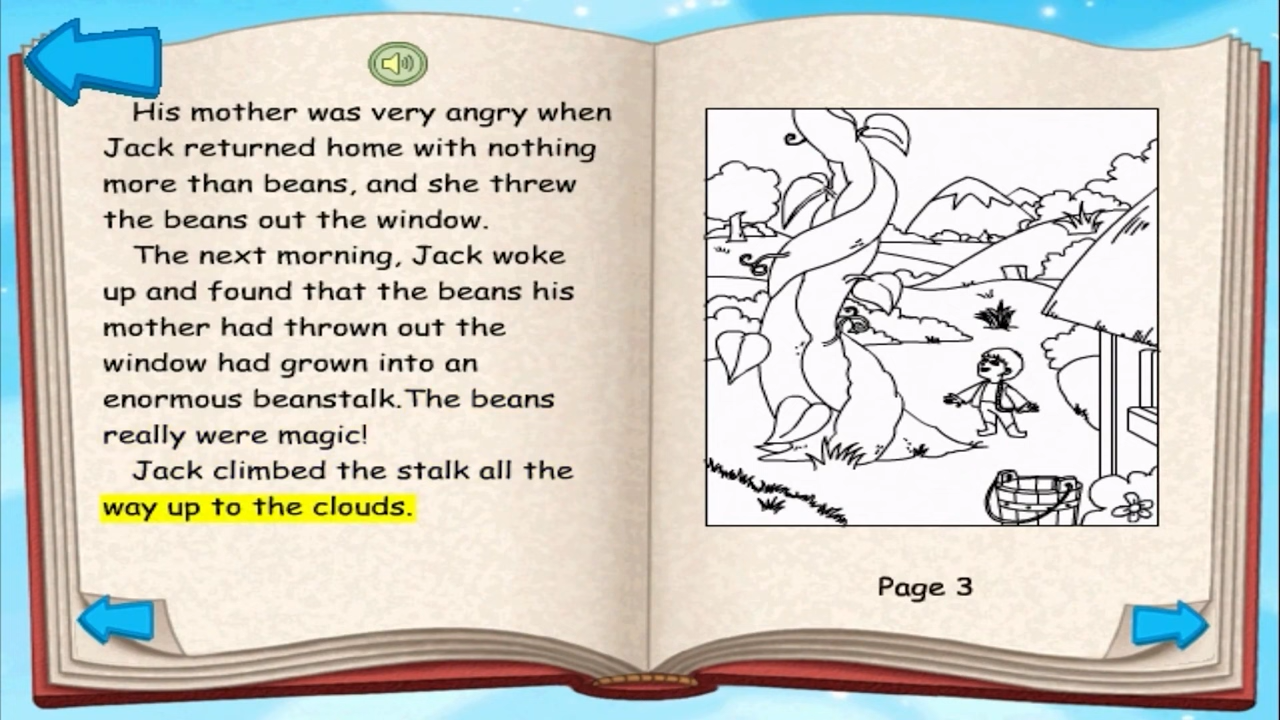 His mother was very angry when
Jack returned home with nothing
more than beans, and she threw
the beans out the window.
The next morning, Jack woke
up and found that the beans his
mother had thrown out the
window had grown into an
enormous beanstalk.The beans
really were magic!
Jack climbed the stalk all the
way up to the clouds.
Page 3